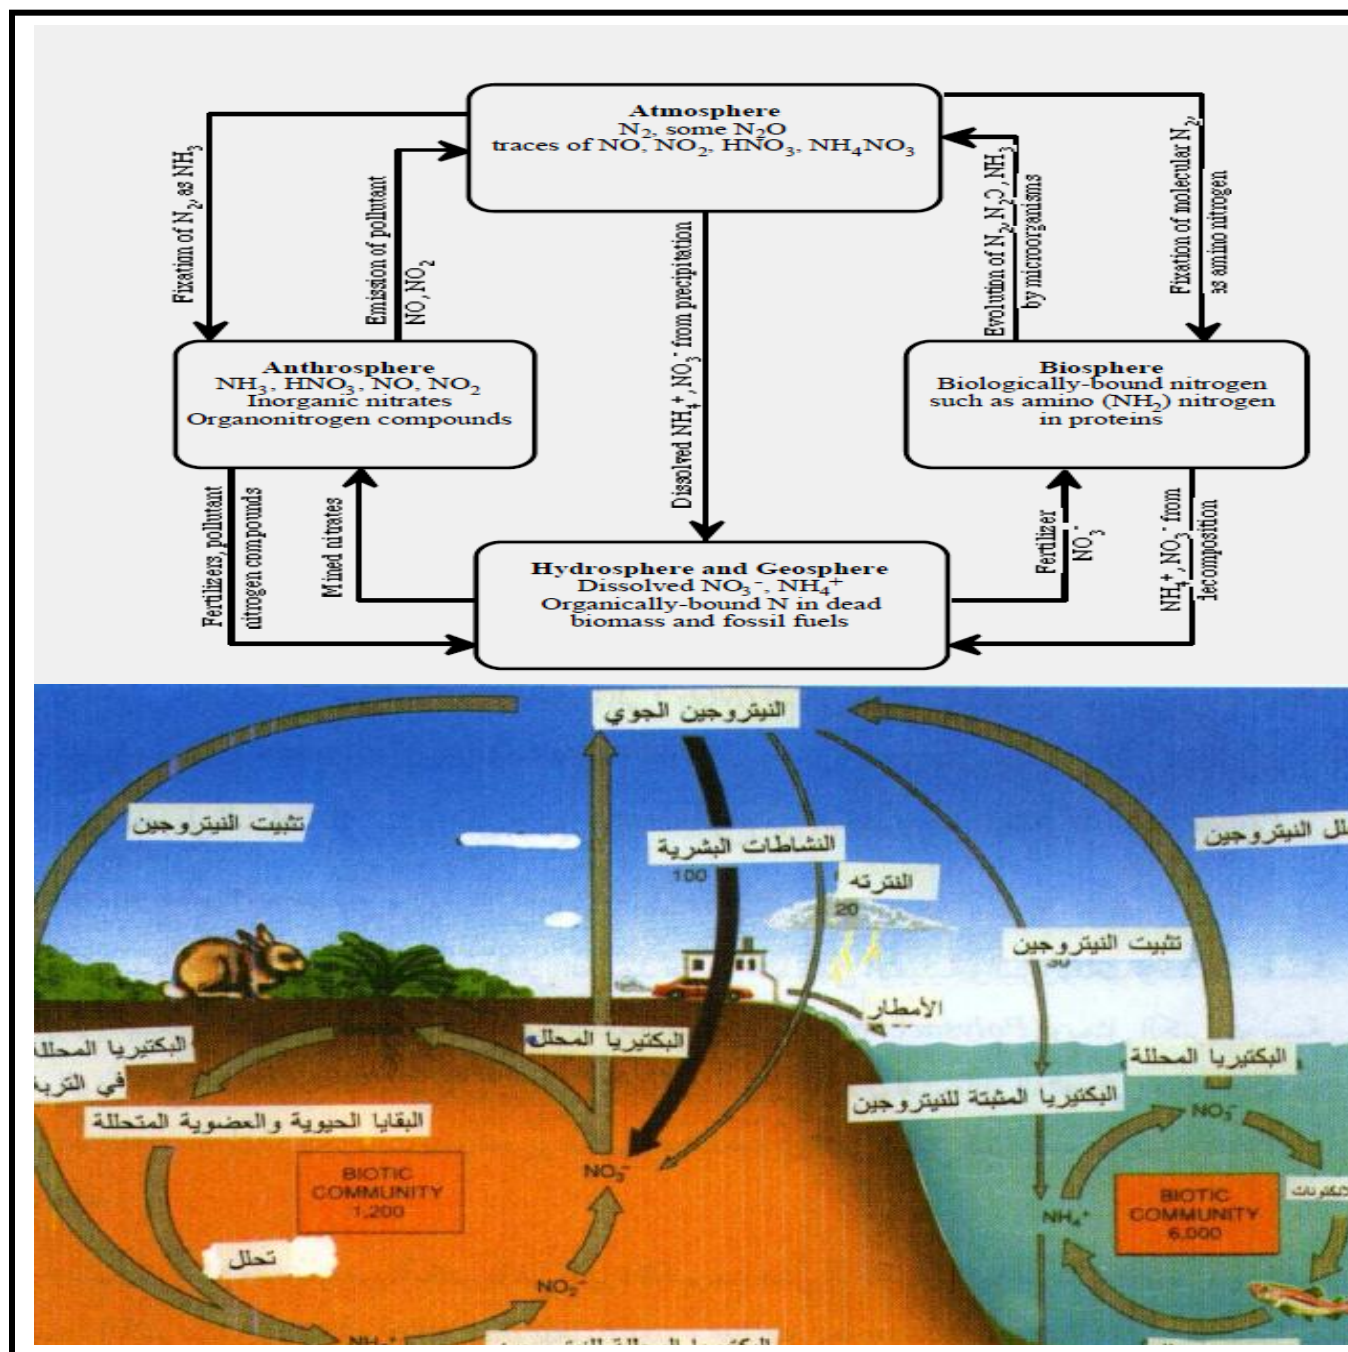 Atmosphere
N₂, some N₂O
traces of NO, NO₂, HNO₃, NH₄NO₃
Fixation of N₂, as NH₃
Emission of pollutant
NO, NO₂
Dissolved NH₄⁺, NO₃⁻ from precipitation
Evolution of N₂, N₂O, NH₃
by microorganisms
Fixation of molecular N₂,
as amino nitrogen
Anthrosphere
NH₃, HNO₃, NO, NO₂
Inorganic nitrates
Organonitrogen compounds
Biosphere
Biologically-bound nitrogen
such as amino (NH₂) nitrogen
in proteins
Fertilizers, pollutant
nitrogen compounds
Mined nitrates
Fertilizer
NO₃⁻
NH₄⁺, NO₃⁻ from
decomposition
Hydrosphere and Geosphere
Dissolved NO₃⁻, NH₄⁺
Organically-bound N in dead
biomass and fossil fuels
النيتروجين الجوي
تثبيت النيتروجين
النشاطات البشرية
100
النترته
20
النيتروجين
تثبيت النيتروجين
30
الأمطار
البكتيريا المحللة
في التربة
البكتيريا المحلل
البكتيريا المحللة
البكتيريا المثبتة للنيتروجين
البقايا الحيوية والعضوية المتحللة
BIOTIC
COMMUNITY
1,200
NO₃⁻
NO₃⁻
NH₄⁺
BIOTIC
COMMUNITY
6,000
تحلل
NO₂⁻